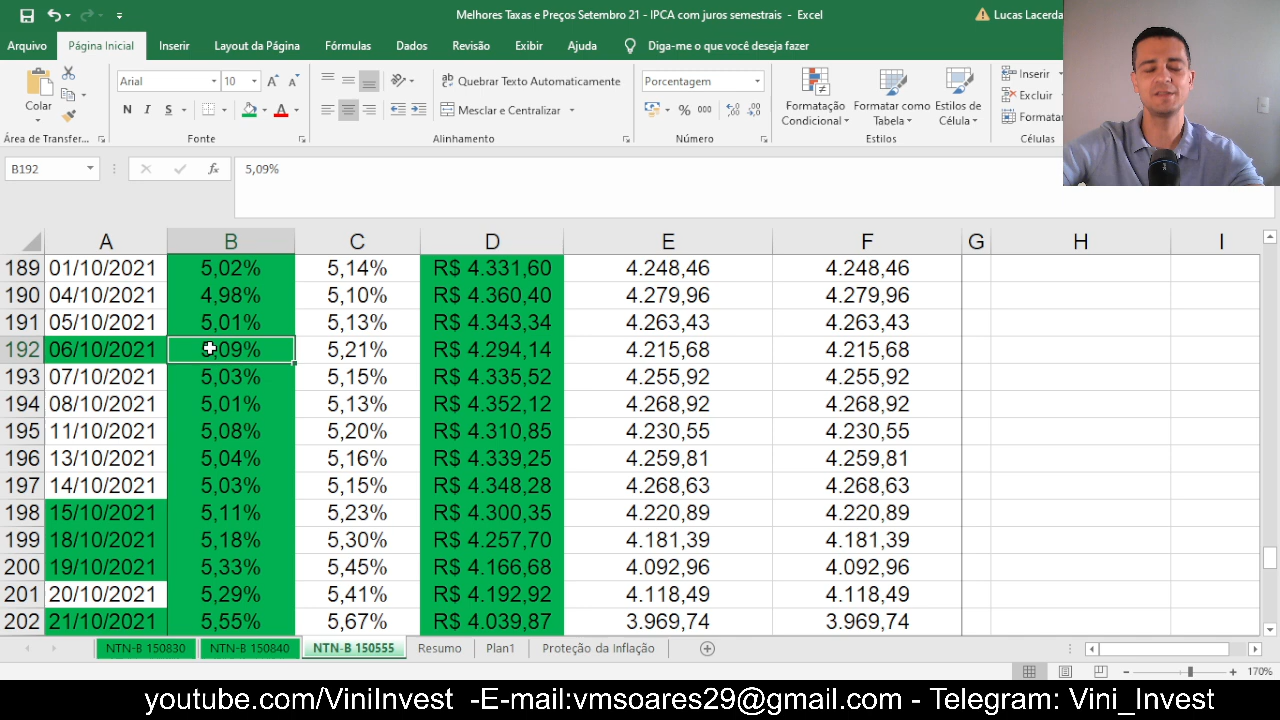 Melhores Taxas e Preços Setembro 21 - IPCA com juros semestrais - Excel
Lucas Lacerda
Arquivo Página Inicial Inserir Layout da Página Fórmulas Dados Revisão Exibir Ajuda Diga-me o que você deseja fazer
Colar
Arial 10
Quebrar Texto Automaticamente
Porcentagem
N I S
Mesclar e Centralizar
% 000
Formatação Condicional
Formatar como Tabela
Estilos de Célula
Inserir
Excluir
Formatar
Área de Transfer... Fonte Alinhamento Número Estilos Células
B192 fx 5,09%
A B C D E F G H I
189 01/10/2021 5,02% 5,14% R$ 4.331,60 4.248,46 4.248,46
190 04/10/2021 4,98% 5,10% R$ 4.360,40 4.279,96 4.279,96
191 05/10/2021 5,01% 5,13% R$ 4.343,34 4.263,43 4.263,43
192 06/10/2021 5,09% 5,21% R$ 4.294,14 4.215,68 4.215,68
193 07/10/2021 5,03% 5,15% R$ 4.335,52 4.255,92 4.255,92
194 08/10/2021 5,01% 5,13% R$ 4.352,12 4.268,92 4.268,92
195 11/10/2021 5,08% 5,20% R$ 4.310,85 4.230,55 4.230,55
196 13/10/2021 5,04% 5,16% R$ 4.339,25 4.259,81 4.259,81
197 14/10/2021 5,03% 5,15% R$ 4.348,28 4.268,63 4.268,63
198 15/10/2021 5,11% 5,23% R$ 4.300,35 4.220,89 4.220,89
199 18/10/2021 5,18% 5,30% R$ 4.257,70 4.181,39 4.181,39
200 19/10/2021 5,33% 5,45% R$ 4.166,68 4.092,96 4.092,96
201 20/10/2021 5,29% 5,41% R$ 4.192,92 4.118,49 4.118,49
202 21/10/2021 5,55% 5,67% R$ 4.039,87 3.969,74 3.969,74
NTN-B 150830 NTN-B 150840 NTN-B 150555 Resumo Plan1 Proteção da Inflação
170%
youtube.com/ViniInvest -E-mail:vmsoares29@gmail.com - Telegram: Vini_Invest